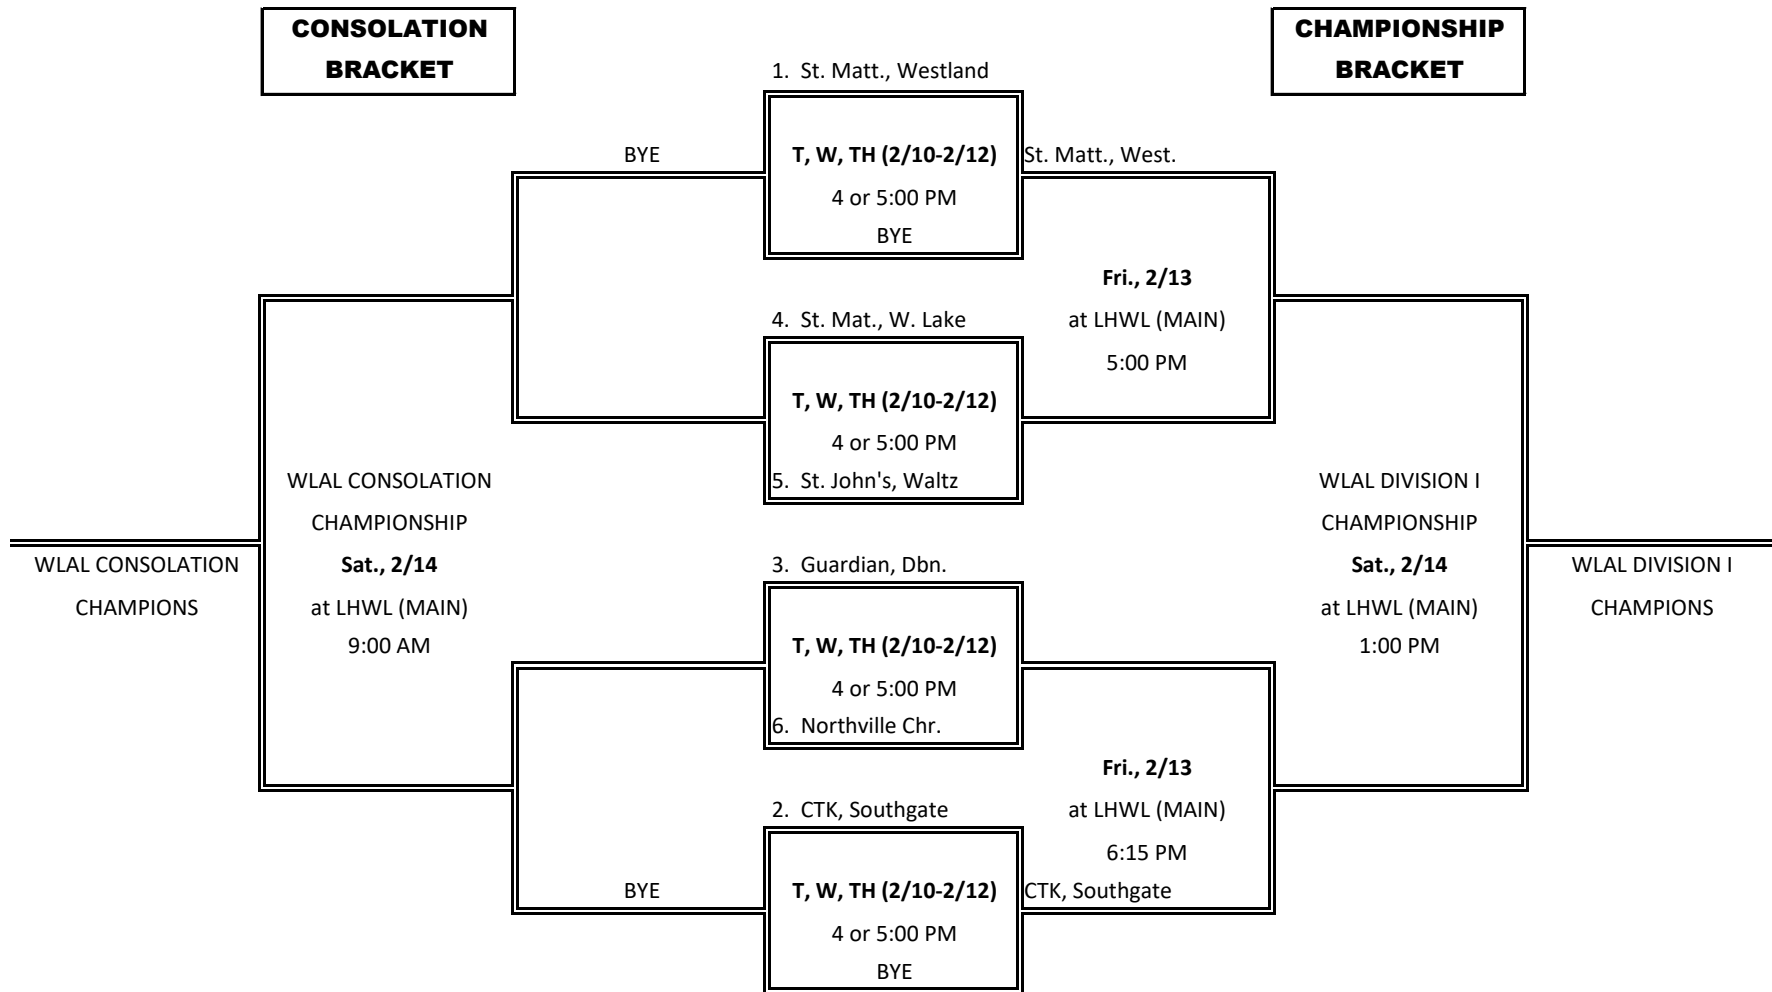 CONSOLATION
BRACKET
CHAMPIONSHIP
BRACKET
1. St. Matt., Westland
BYE
T, W, TH (2/10-2/12)
St. Matt., West.
4 or 5:00 PM
BYE
Fri., 2/13
at LHWL (MAIN)
5:00 PM
4. St. Mat., W. Lake
T, W, TH (2/10-2/12)
4 or 5:00 PM
5. St. John's, Waltz
WLAL CONSOLATION
CHAMPIONSHIP
Sat., 2/14
at LHWL (MAIN)
9:00 AM
WLAL DIVISION I
CHAMPIONSHIP
Sat., 2/14
at LHWL (MAIN)
1:00 PM
WLAL CONSOLATION
CHAMPIONS
WLAL DIVISION I
CHAMPIONS
3. Guardian, Dbn.
T, W, TH (2/10-2/12)
4 or 5:00 PM
6. Northville Chr.
Fri., 2/13
at LHWL (MAIN)
6:15 PM
2. CTK, Southgate
BYE
T, W, TH (2/10-2/12)
CTK, Southgate
4 or 5:00 PM
BYE